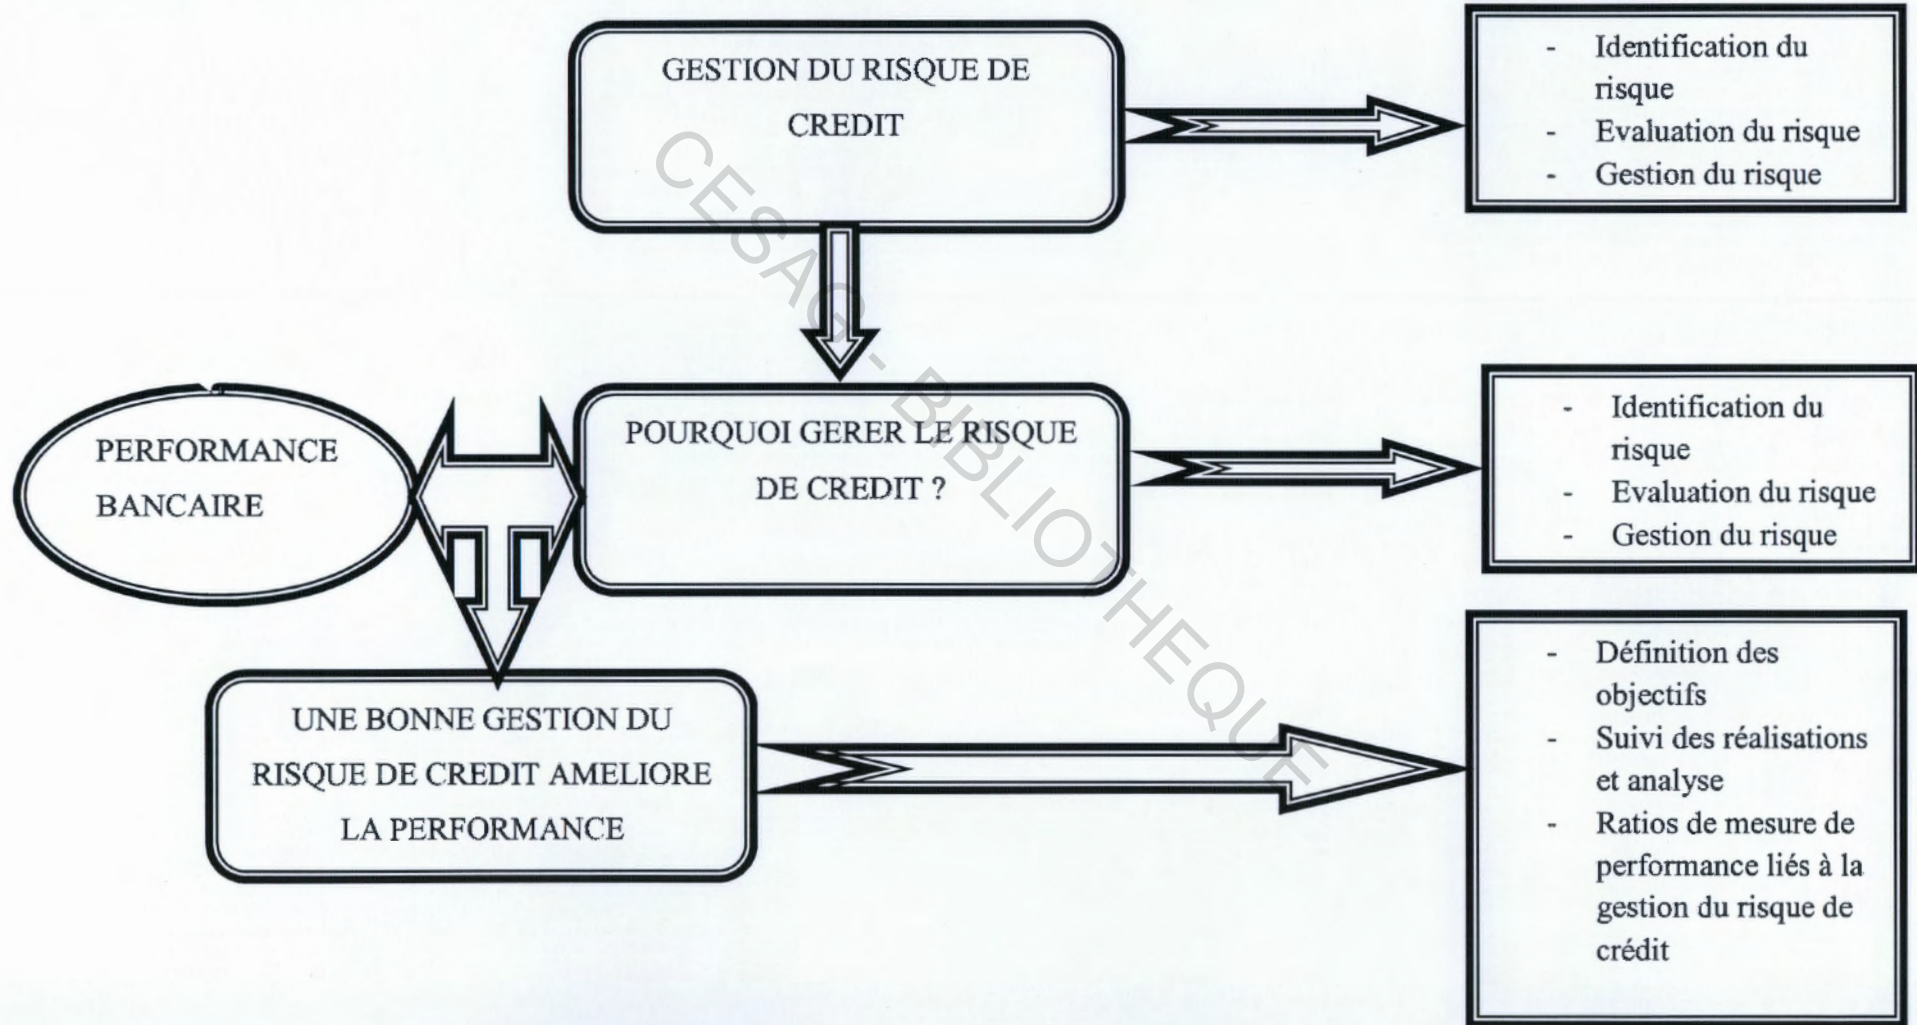 GESTION DU RISQUE DE
CREDIT
- Identification du
risque
- Evaluation du risque
- Gestion du risque
PERFORMANCE
BANCAIRE
POURQUOI GERER LE RISQUE
DE CREDIT ?
- Identification du
risque
- Evaluation du risque
- Gestion du risque
UNE BONNE GESTION DU
RISQUE DE CREDIT AMELIORE
LA PERFORMANCE
- Définition des
objectifs
- Suivi des réalisations
et analyse
- Ratios de mesure de
performance liés à la
gestion du risque de
crédit
CESAG - BIBLIOTHEQUE